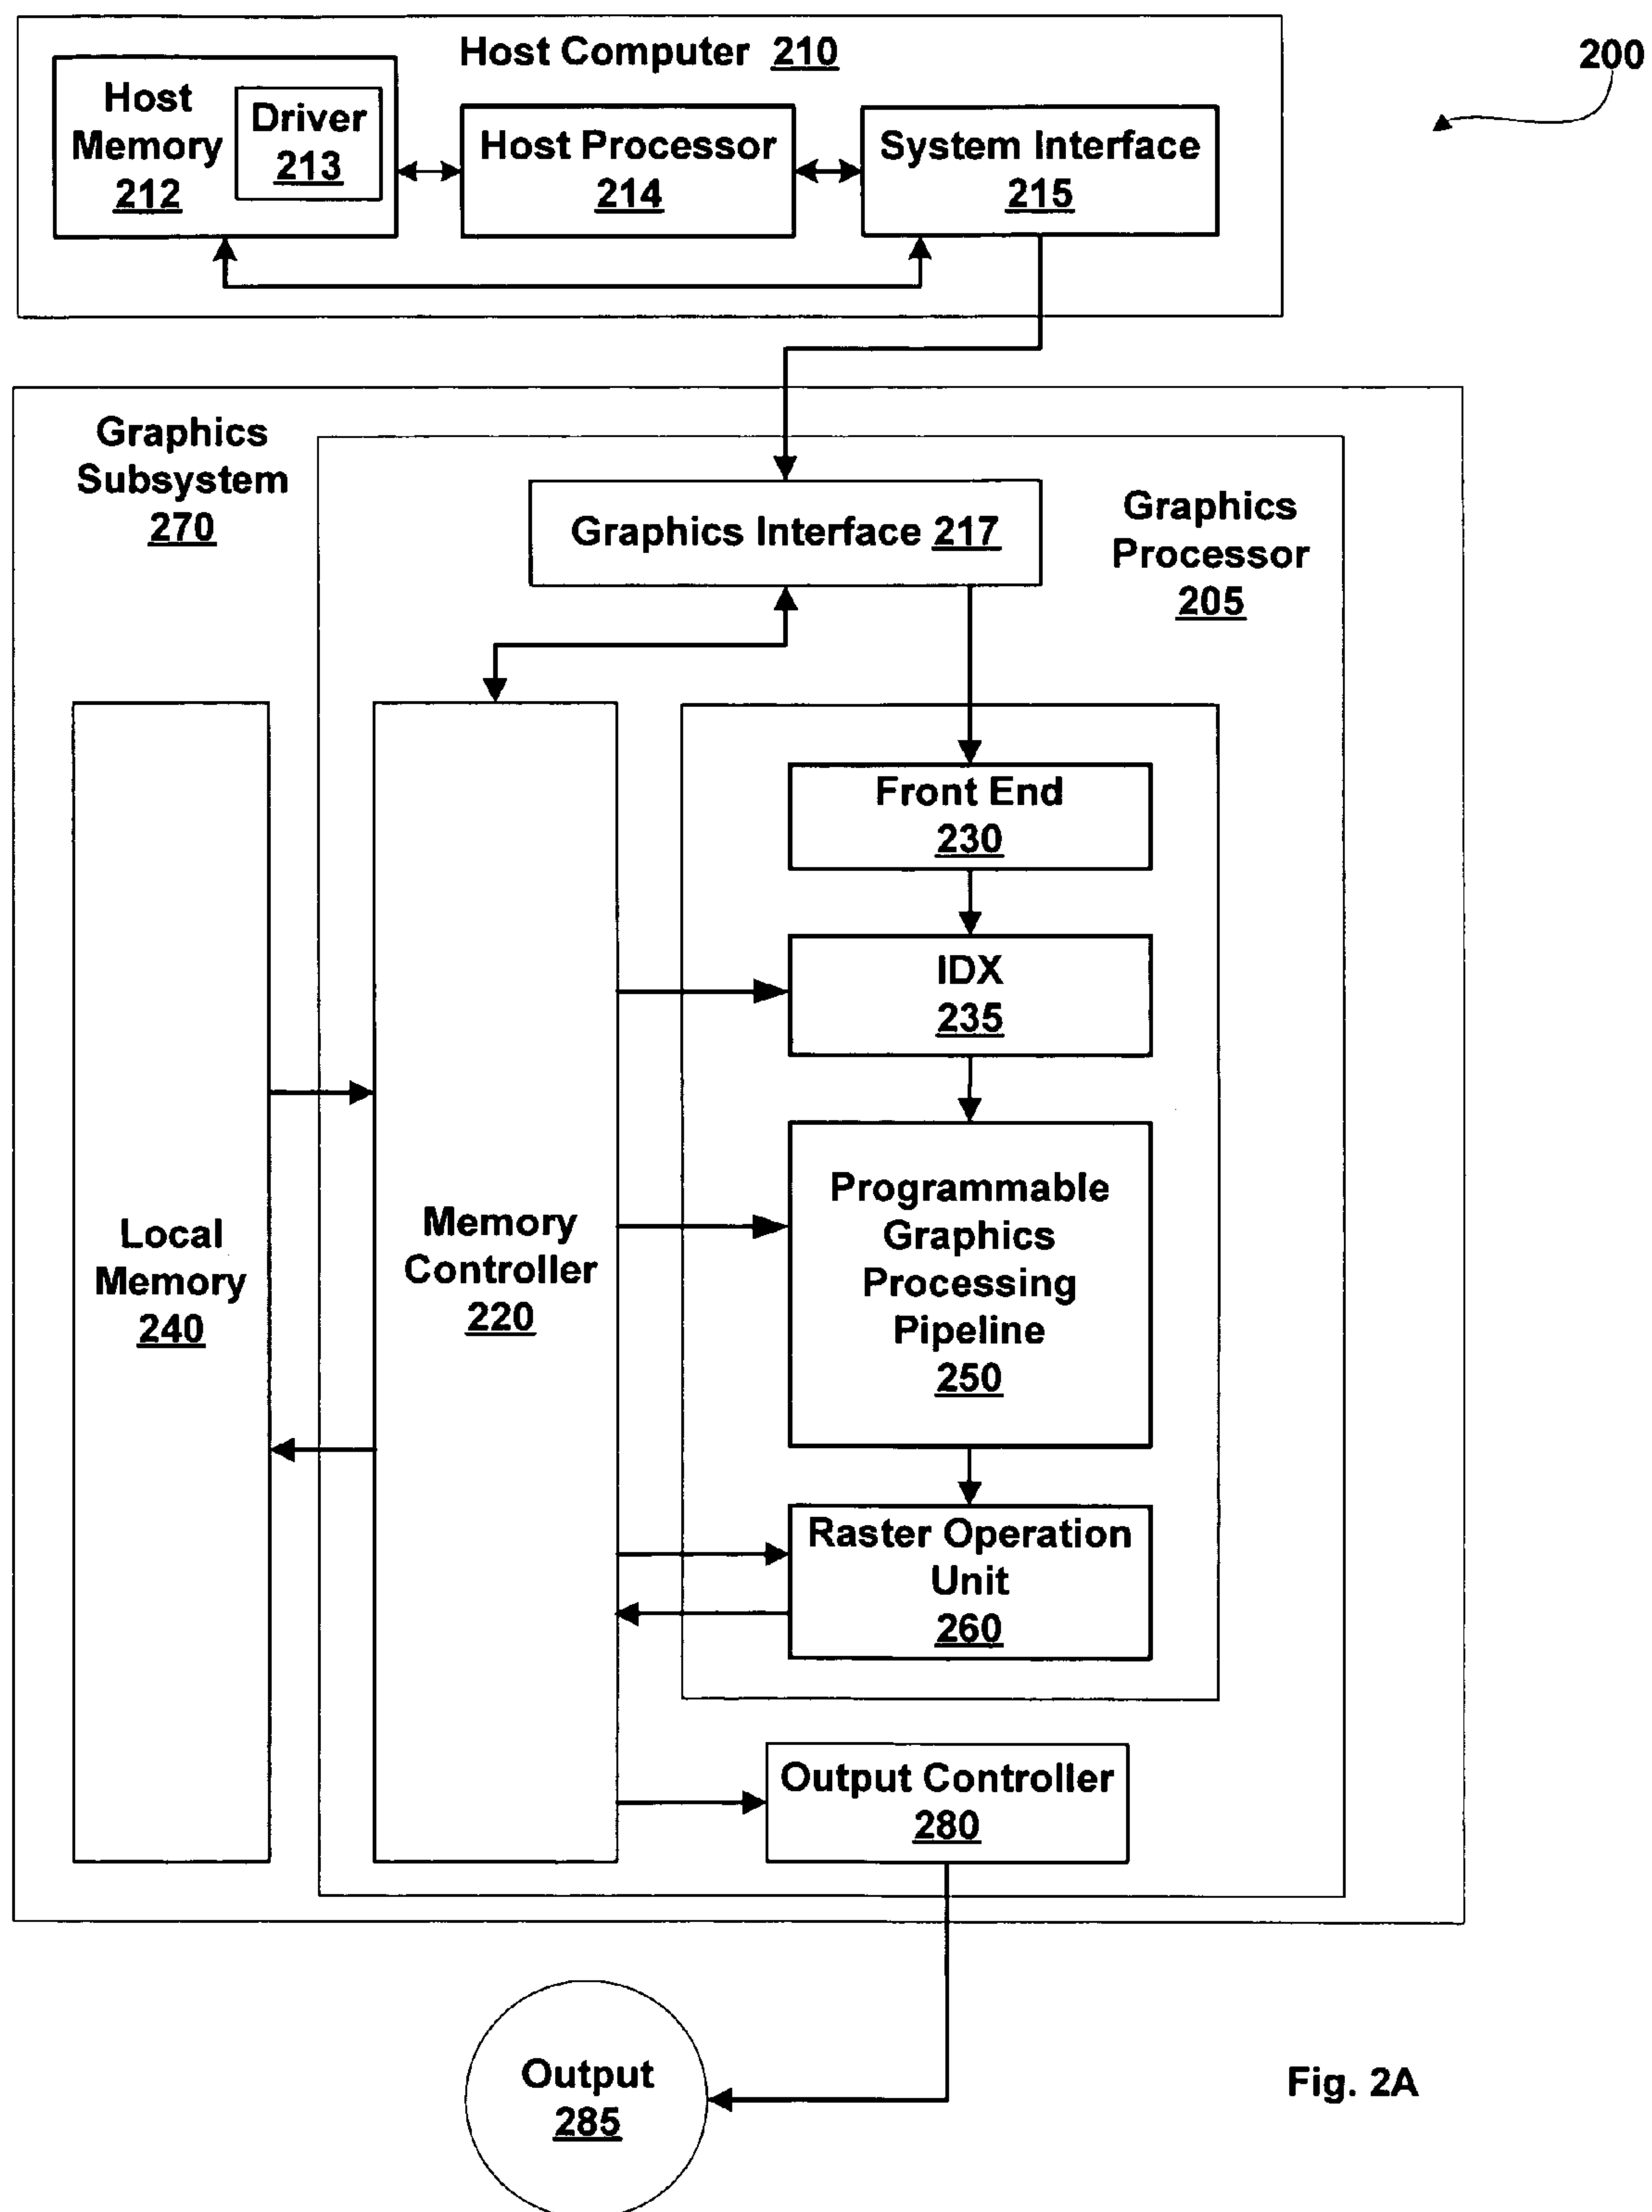 Host Computer 210
200
Host
Memory
212
Driver
213
Host Processor
214
System Interface
215
Graphics
Subsystem
270
Graphics Interface 217
Graphics
Processor
205
Front End
230
IDX
235
Local
Memory
240
Memory
Controller
220
Programmable
Graphics
Processing
Pipeline
250
Raster Operation
Unit
260
Output Controller
280
Output
285
Fig. 2A